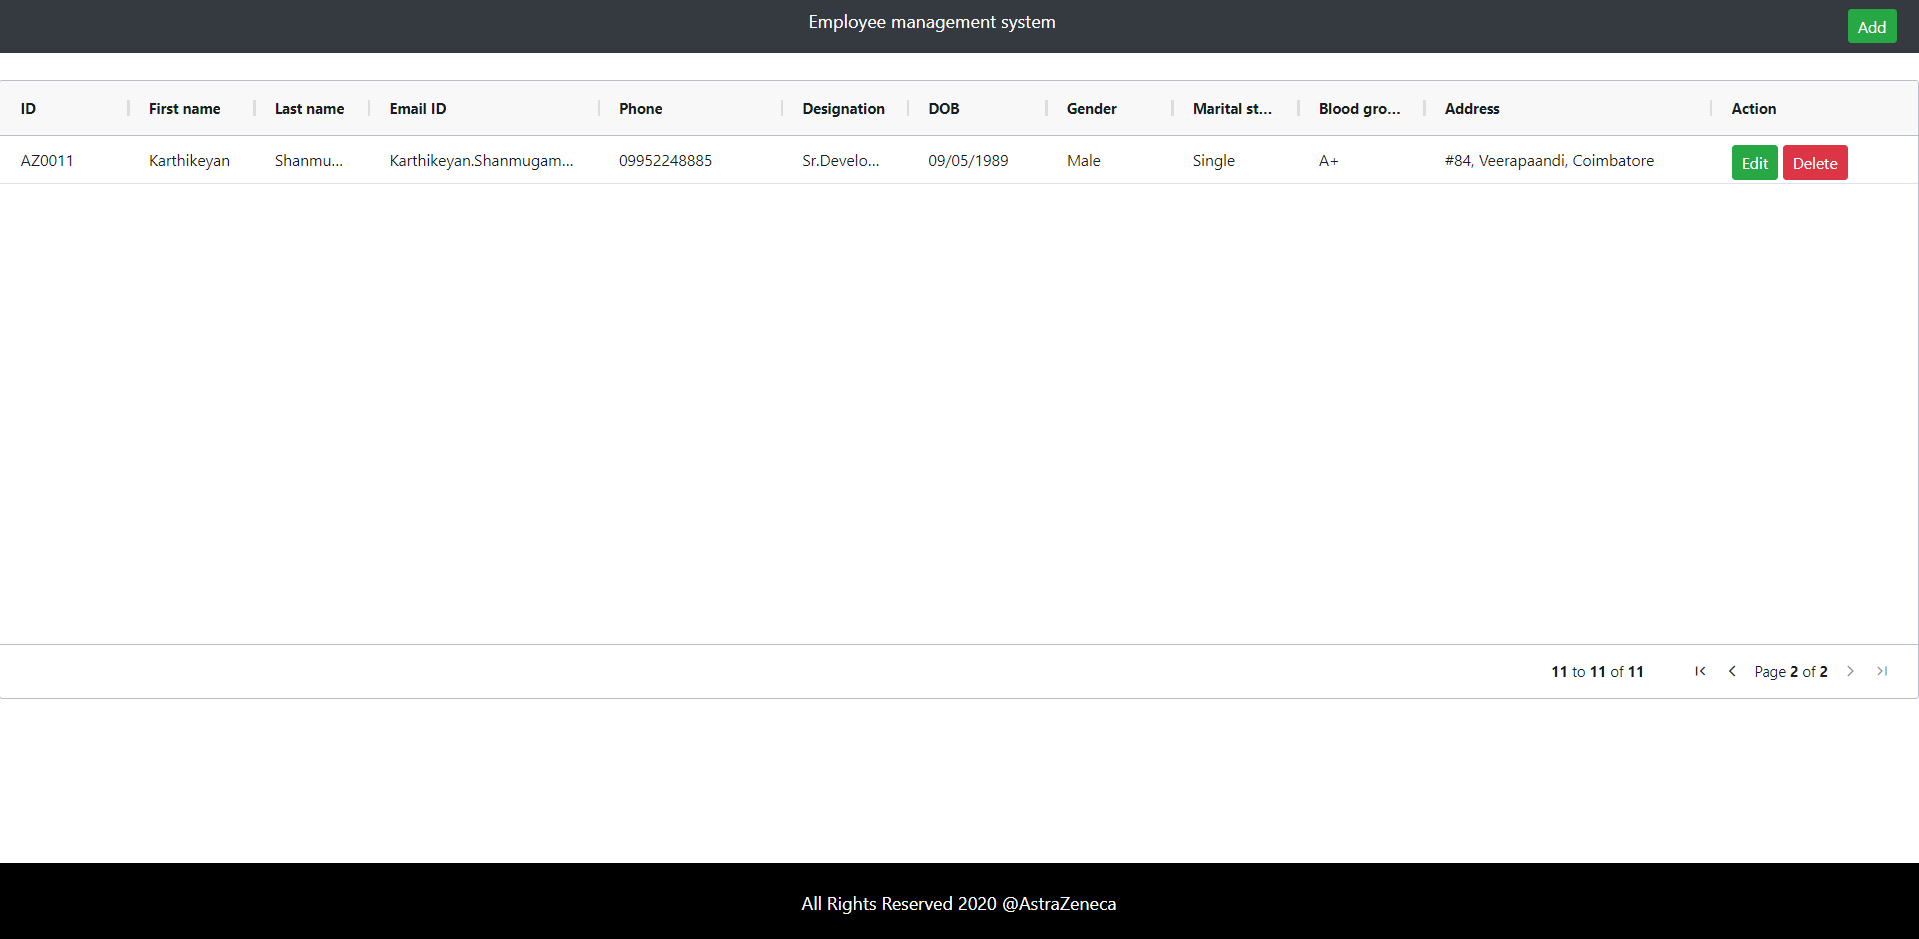 Employee management system
Add
ID First name Last name Email ID Phone Designation DOB Gender Marital st... Blood gro... Address Action
AZ0011 Karthikeyan Shanmu... Karthikeyan.Shanmugam... 09952248885 Sr.Develo... 09/05/1989 Male Single A+ #84, Veerapaandi, Coimbatore Edit Delete
11 to 11 of 11 Page 2 of 2
All Rights Reserved 2020 @AstraZeneca